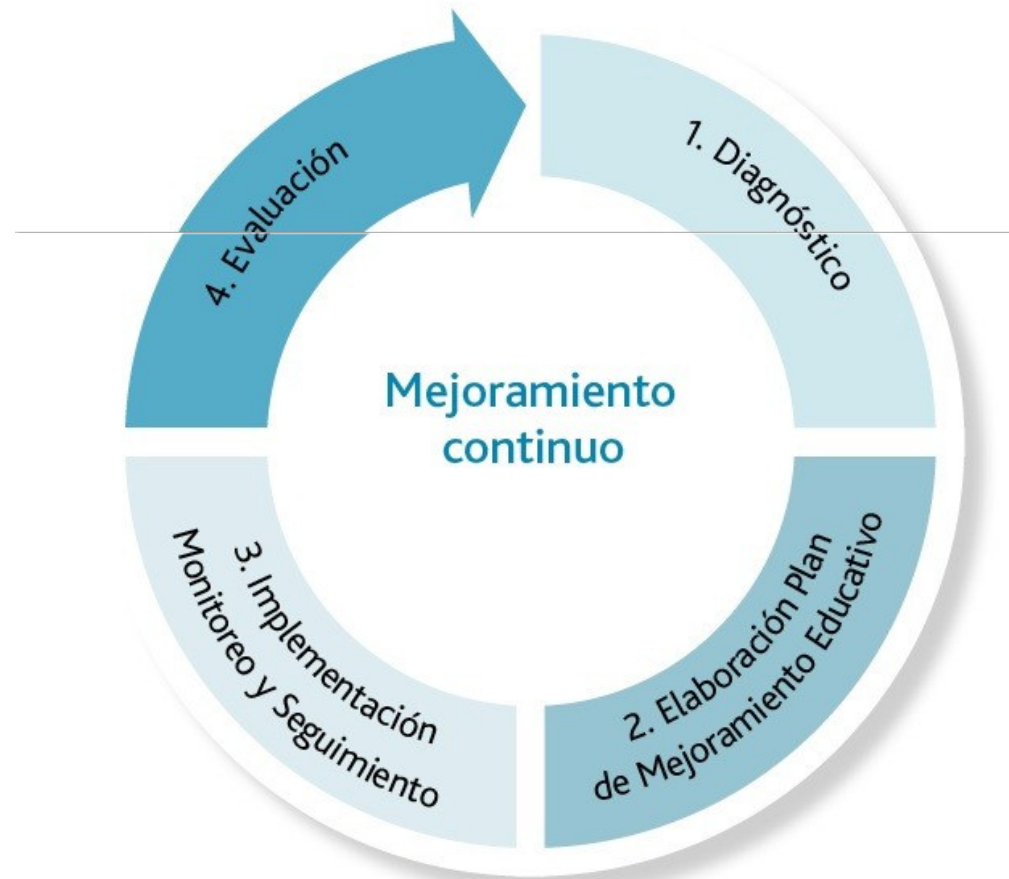 1. Diagnóstico
2. Elaboración Plan
de Mejoramiento Educativo
3. Implementación
Monitoreo y Seguimiento
4. Evaluación
Mejoramiento
continuo